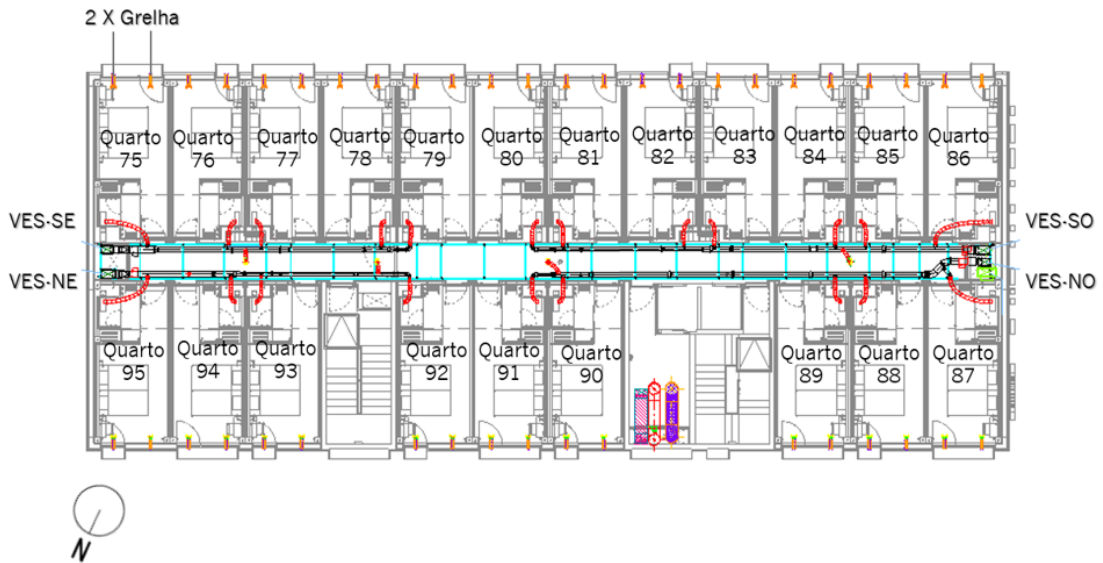 2 X Grelha
Quarto
75
Quarto
76
Quarto
77
Quarto
78
Quarto
79
Quarto
80
Quarto
81
Quarto
82
Quarto
83
Quarto
84
Quarto
85
Quarto
86
VES-SE
VES-SO
VES-NE
VES-NO
Quarto
95
Quarto
94
Quarto
93
Quarto
92
Quarto
91
Quarto
90
Quarto
89
Quarto
88
Quarto
87
N